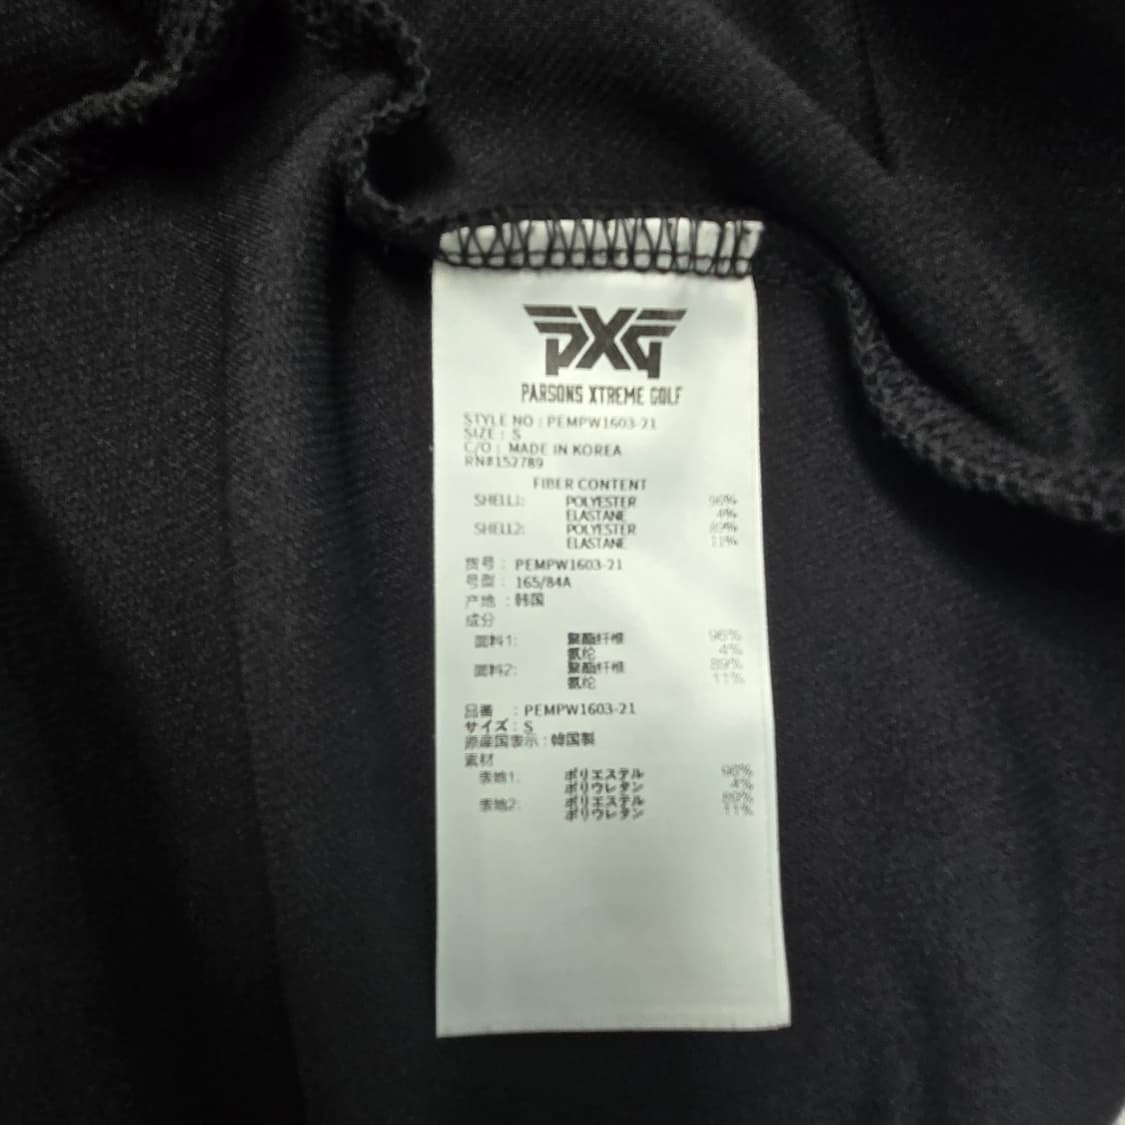 PXG
PARSONS XTREME GOLF
STYLE NO : PEMPW1603-21
SIZE : S
C/O : MADE IN KOREA
RN#152789
FIBER CONTENT
SHELL1: POLYESTER 96%
ELASTANE 4%
SHELL2: POLYESTER 89%
ELASTANE 11%
货号 : PEMPW1603-21
号型 : 165/84A
产地 : 韩国
成分
面料1: 聚酯纤维 96%
氨纶 4%
面料2: 聚酯纤维 89%
氨纶 11%
品番 : PEMPW1603-21
サイズ : S
原産国表示 : 韓国製
素材
表地1: ポリエステル 96%
ポリウレタン 4%
表地2: ポリエステル 89%
ポリウレタン 11%